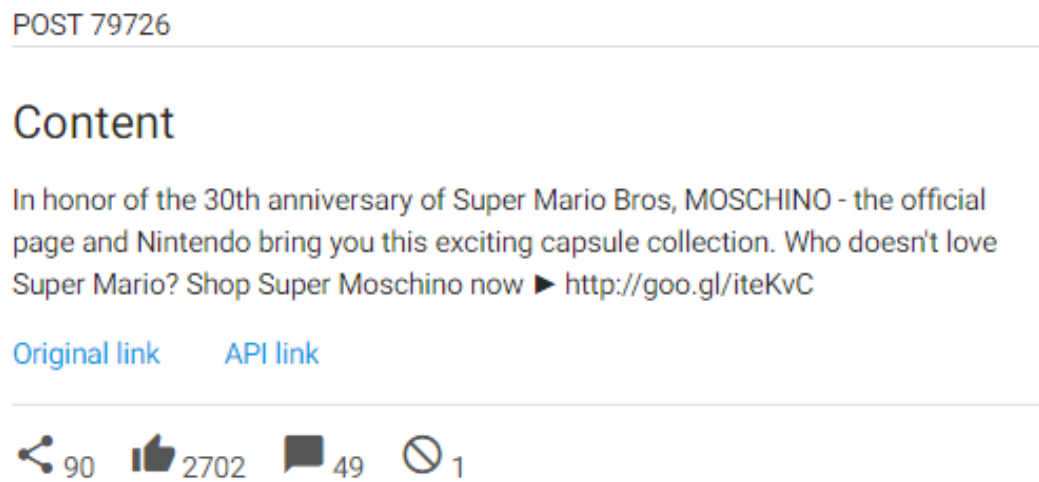 POST 79726
Content
In honor of the 30th anniversary of Super Mario Bros, MOSCHINO - the official
page and Nintendo bring you this exciting capsule collection. Who doesn't love
Super Mario? Shop Super Moschino now ► http://goo.gl/iteKvC
Original link API link
90 2702 49 1